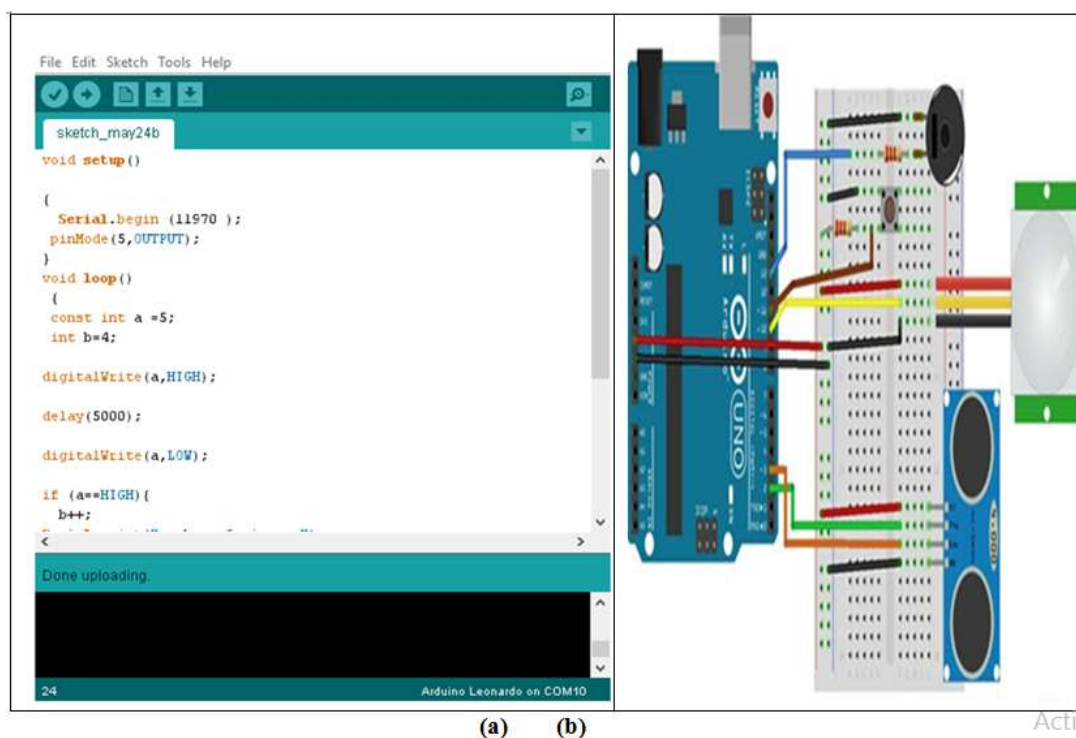 File Edit Sketch Tools Help
sketch_may24b
void setup()
{
Serial.begin (11970 );
pinMode(5,OUTPUT);
}
void loop()
{
const int a =5;
int b=4;
digitalWrite(a,HIGH);
delay(5000);
digitalWrite(a,LOW);
if (a==HIGH){
b++;
Done uploading.
24
Arduino Leonardo on COM10
UNO
(a) (b)
Acti